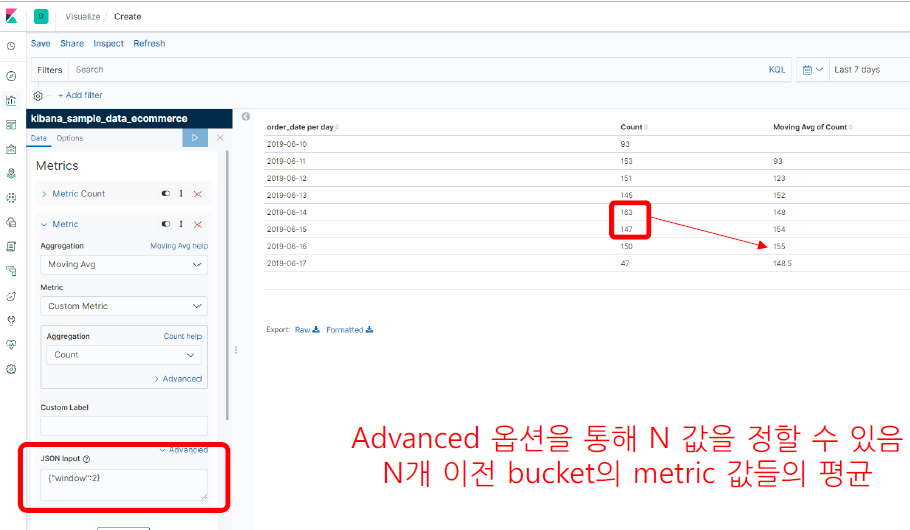 D
Visualize / Create
Save Share Inspect Refresh
Filters Search KQL Last 7 days
+ Add filter
kibana_sample_data_ecommerce
Data Options
Metrics
Metric Count
Metric
Aggregation Moving Avg help
Moving Avg
Metric
Custom Metric
Aggregation Count help
Count
Advanced
Custom Label
Advanced
JSON Input
{"window":2}
order_date per day Count Moving Avg of Count
2019-06-10 93
2019-06-11 153 93
2019-06-12 151 123
2019-06-13 145 152
2019-06-14 163 148
2019-06-15 147 154
2019-06-16 150 155
2019-06-17 47 148.5
Export: Raw Formatted
Advanced 옵션을 통해 N 값을 정할 수 있음
N개 이전 bucket의 metric 값들의 평균